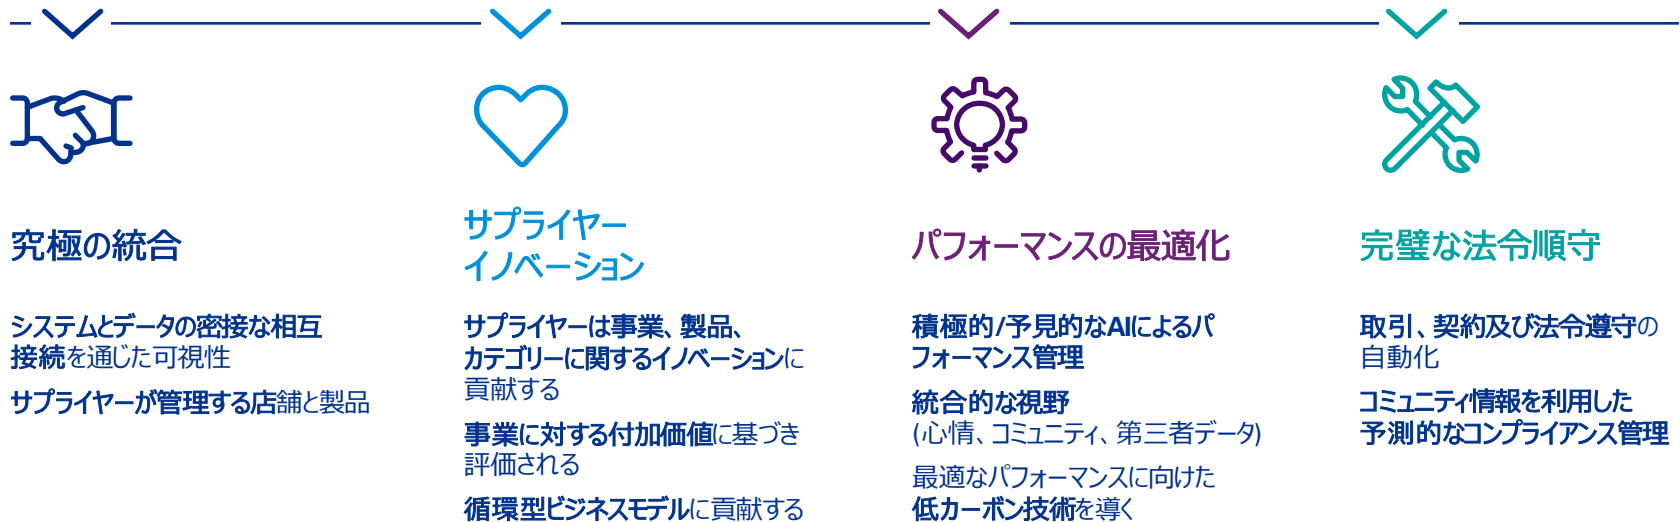 究極の統合
システムとデータの密接な相互
接続を通じた可視性
サプライヤーが管理する店舗と製品
サプライヤー
イノベーション
サプライヤーは事業、製品、
カテゴリーに関するイノベーションに
貢献する
事業に対する付加価値に基づき
評価される
循環型ビジネスモデルに貢献する
パフォーマンスの最適化
積極的/予見的なAIによるパ
フォーマンス管理
統合的な視野
(心情、コミュニティ、第三者データ)
最適なパフォーマンスに向けた
低カーボン技術を導く
完璧な法令順守
取引、契約及び法令遵守の
自動化
コミュニティ情報を利用した
予測的なコンプライアンス管理